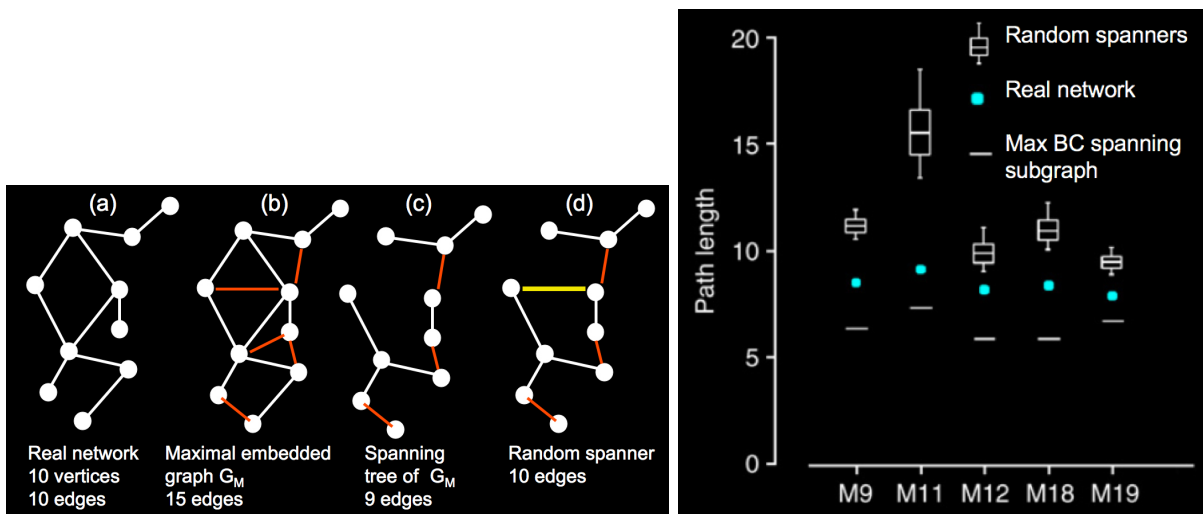 (a)
(b)
(c)
(d)
Real network
10 vertices
10 edges
Maximal embedded
graph GM
15 edges
Spanning
tree of GM
9 edges
Random spanner
10 edges
20
15
10
5
0
Path length
Random spanners
Real network
Max BC spanning
subgraph
M9
M11
M12
M18
M19